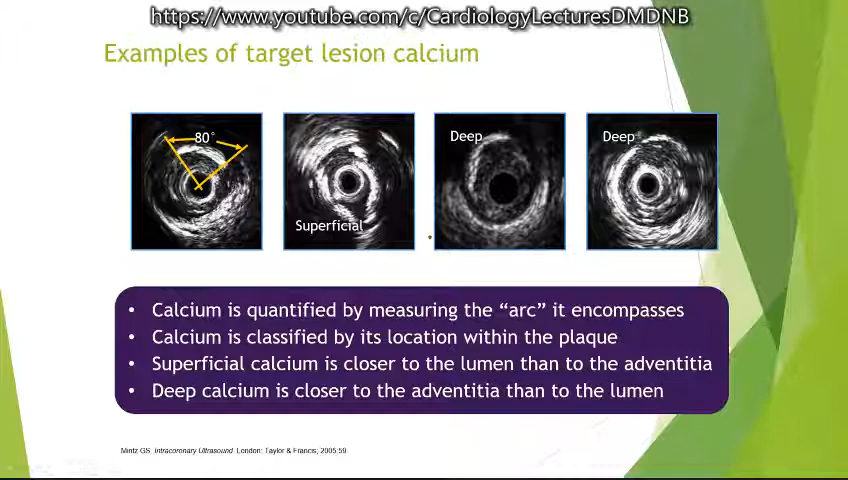 https://www.youtube.com/c/CardiologyLecturesDMDNB
Examples of target lesion calcium
80°
Superficial
Deep
Deep
• Calcium is quantified by measuring the “arc” it encompasses
• Calcium is classified by its location within the plaque
• Superficial calcium is closer to the lumen than to the adventitia
• Deep calcium is closer to the adventitia than to the lumen
Mintz GS, Intracoronary Ultrasound. London: Taylor & Francis; 2005:59